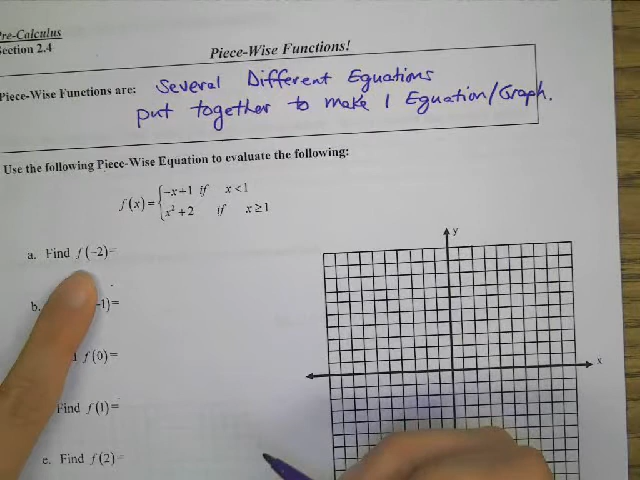 Pre-Calculus
Section 2.4
Piece-Wise Functions!
Piece-Wise Functions are: Several Different Equations
put together to make 1 Equation/Graph.
Use the following Piece-Wise Equation to evaluate the following:
f(x) = { -x+1 if x < 1
x² + 2 if x ≥ 1
a. Find f(-2)=
y
b. -1)=
x
f(0)=
Find f(1)=
e. Find f(2)=